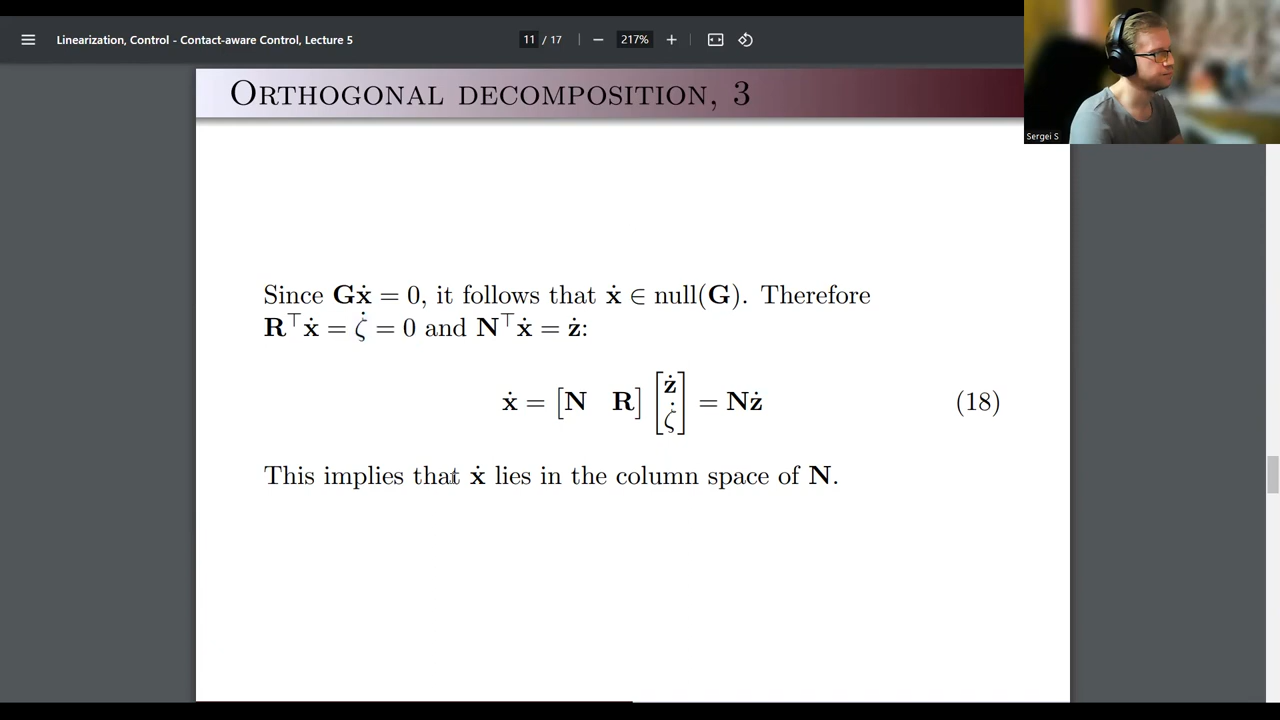 Linearization, Control - Contact-aware Control, Lecture 5
11 / 17
217%
Sergei S
Orthogonal decomposition, 3
Since Gẋ = 0, it follows that ẋ ∈ null(G). Therefore
R⊤ẋ = ζ̇ = 0 and N⊤ẋ = ż:
ẋ = [N R] [ż ζ̇] = Nż (18)
This implies that ẋ lies in the column space of N.